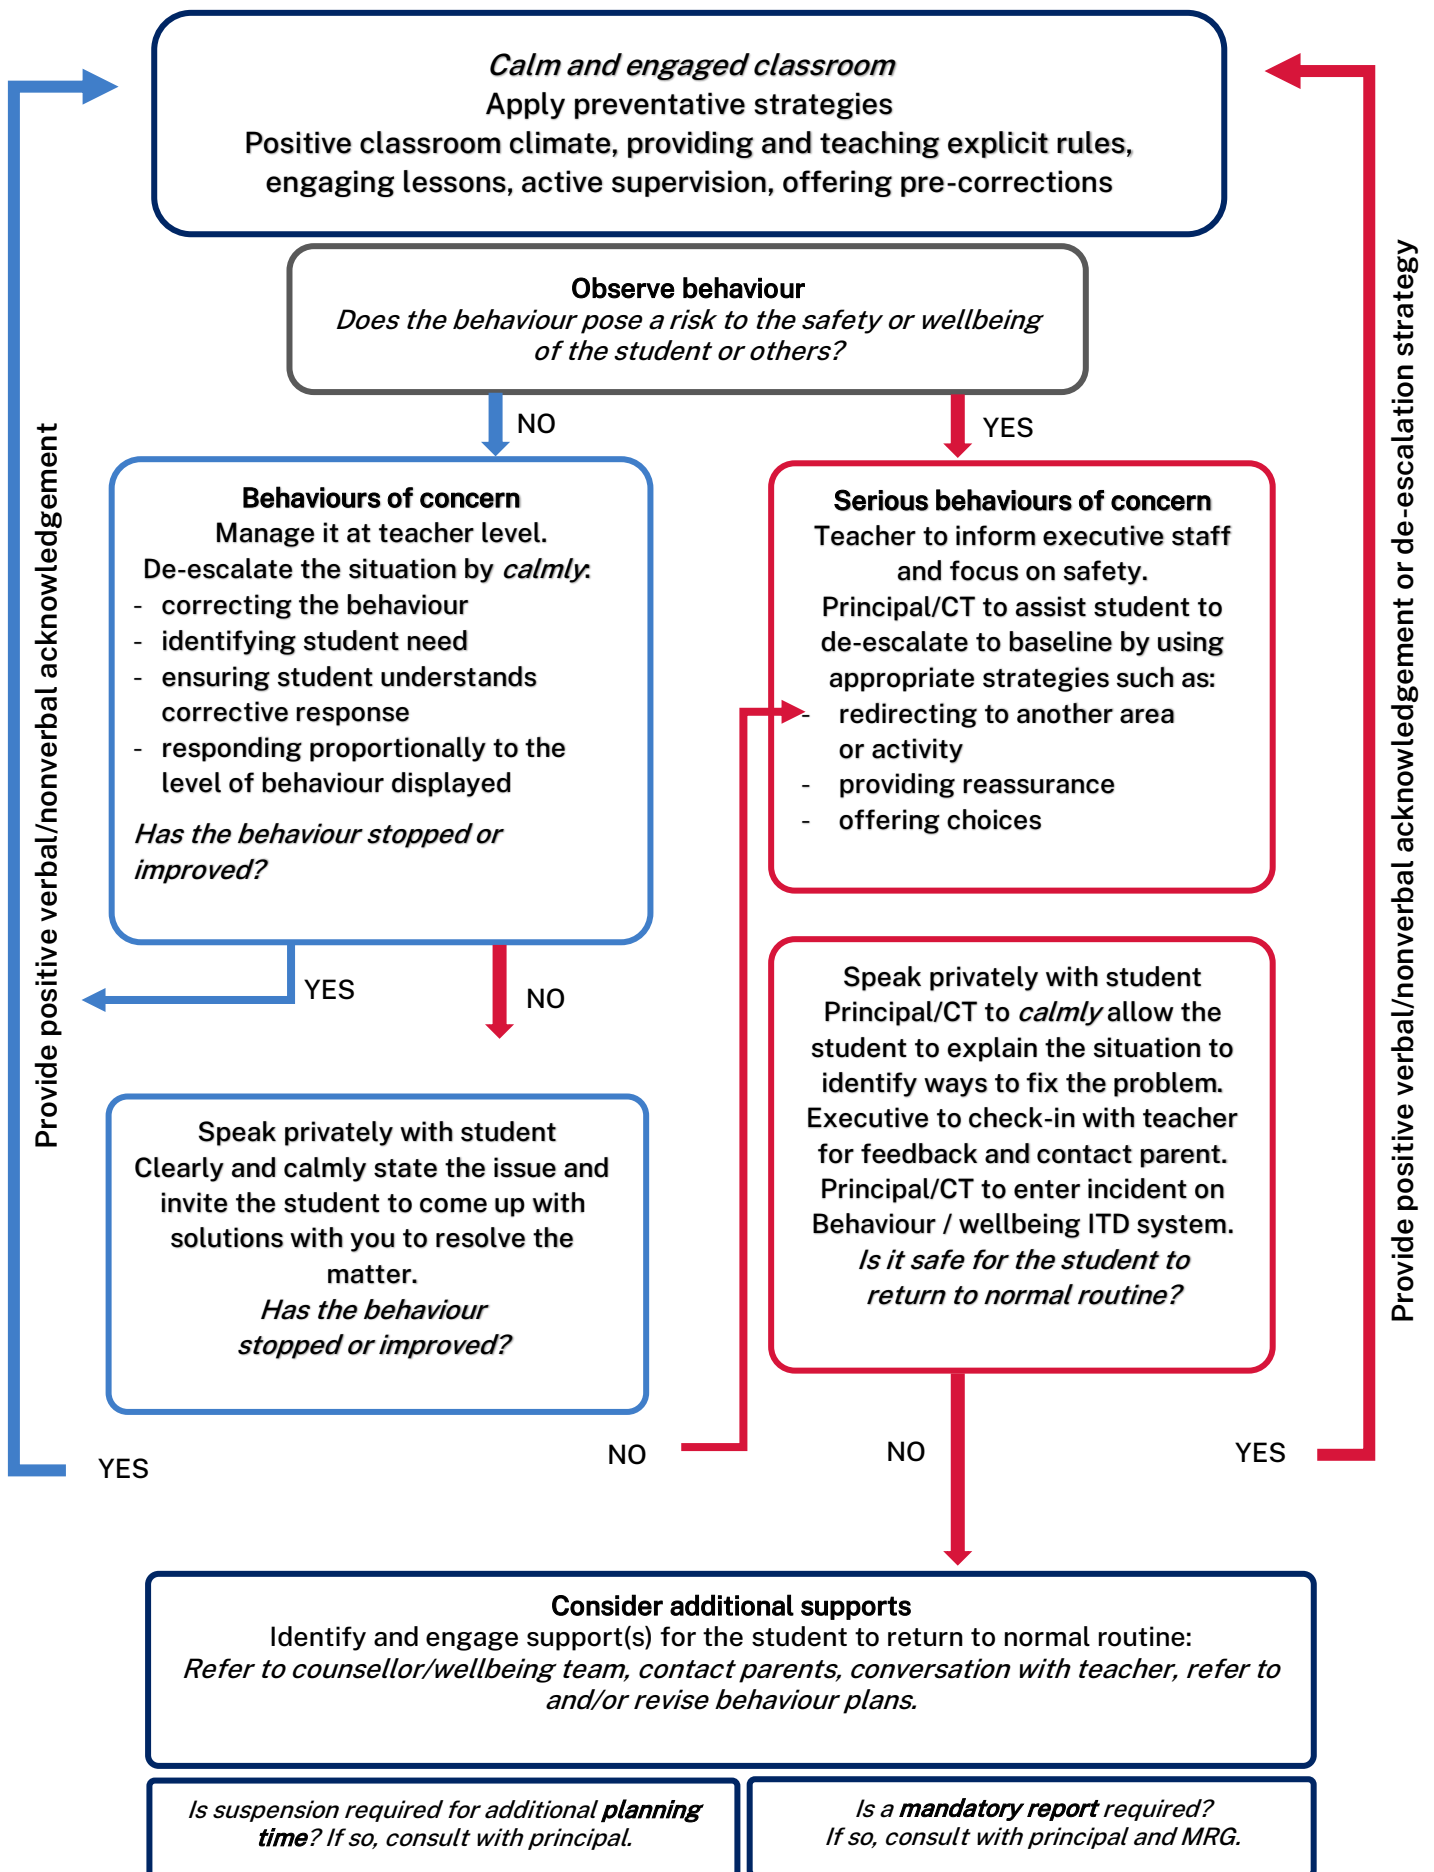 Calm and engaged classroom
Apply preventative strategies
Positive classroom climate, providing and teaching explicit rules,
engaging lessons, active supervision, offering pre-corrections
Observe behaviour
Does the behaviour pose a risk to the safety or wellbeing
of the student or others?
NO
YES
Behaviours of concern
Manage it at teacher level.
De-escalate the situation by calmly:
- correcting the behaviour
- identifying student need
- ensuring student understands
corrective response
- responding proportionally to the
level of behaviour displayed
Has the behaviour stopped or
improved?
YES
NO
Speak privately with student
Clearly and calmly state the issue and
invite the student to come up with
solutions with you to resolve the
matter.
Has the behaviour
stopped or improved?
YES
NO
Provide positive verbal/nonverbal acknowledgement
Serious behaviours of concern
Teacher to inform executive staff
and focus on safety.
Principal/CT to assist student to
de-escalate to baseline by using
appropriate strategies such as:
- redirecting to another area
or activity
- providing reassurance
- offering choices
Speak privately with student
Principal/CT to calmly allow the
student to explain the situation to
identify ways to fix the problem.
Executive to check-in with teacher
for feedback and contact parent.
Principal/CT to enter incident on
Behaviour / wellbeing ITD system.
Is it safe for the student to
return to normal routine?
NO
YES
Provide positive verbal/nonverbal acknowledgement or de-escalation strategy
Consider additional supports
Identify and engage support(s) for the student to return to normal routine:
Refer to counsellor/wellbeing team, contact parents, conversation with teacher, refer to
and/or revise behaviour plans.
Is suspension required for additional planning
time? If so, consult with principal.
Is a mandatory report required?
If so, consult with principal and MRG.